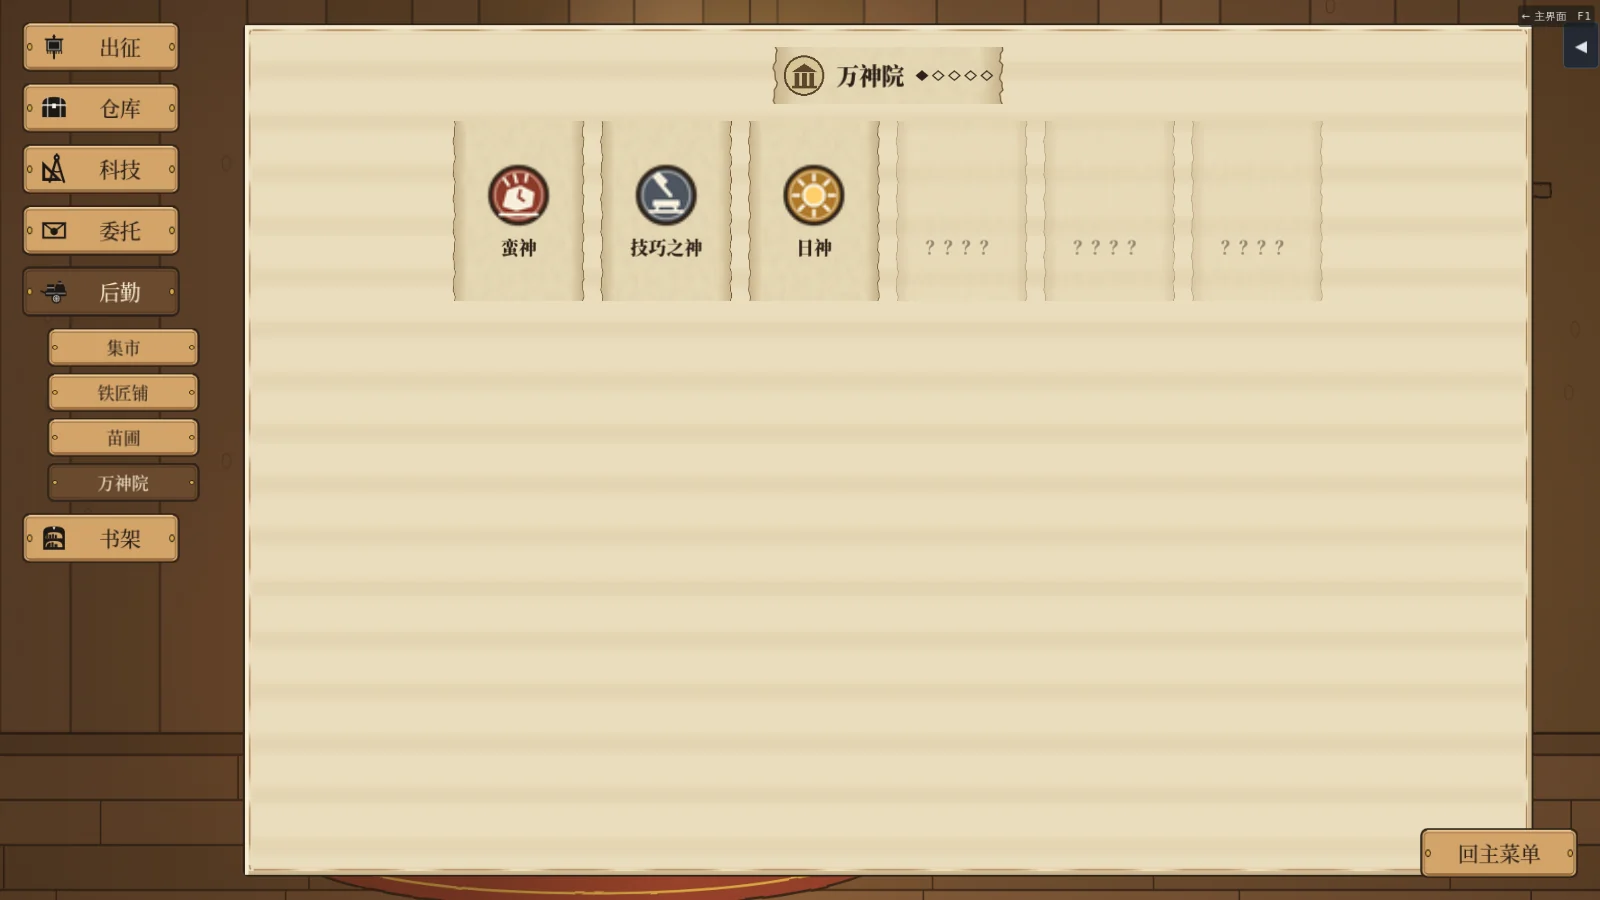 ← 主界面 F1
出征
仓库
科技
委托
后勤
集市
铁匠铺
苗圃
万神院
书架
万神院
蛮神
技巧之神
日神
????
????
????
回主菜单